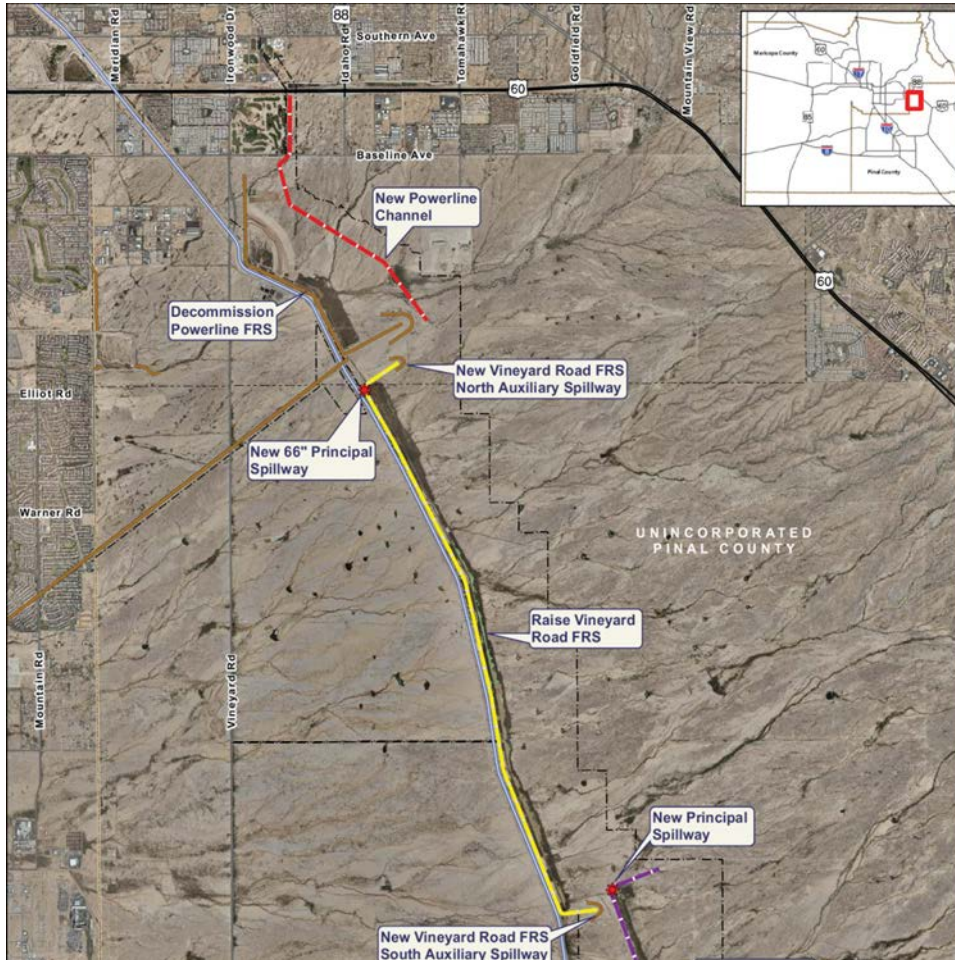 Meridian Rd
Ironwood Dr
88
Idaho Rd
Southern Ave
Tomahawk Rd
Goldfield Rd
Mountain View Rd
60
Baseline Ave
Maricopa County
60
85
Pinal County
New Powerline
Channel
Decommission
Powerline FRS
60
New Vineyard Road FRS
North Auxiliary Spillway
Elliot Rd
New 66" Principal
Spillway
Warner Rd
UNINCORPORATED
PINAL COUNTY
Raise Vineyard
Road FRS
Mountain Rd
Vineyard Rd
New Principal
Spillway
New Vineyard Road FRS
South Auxiliary Spillway